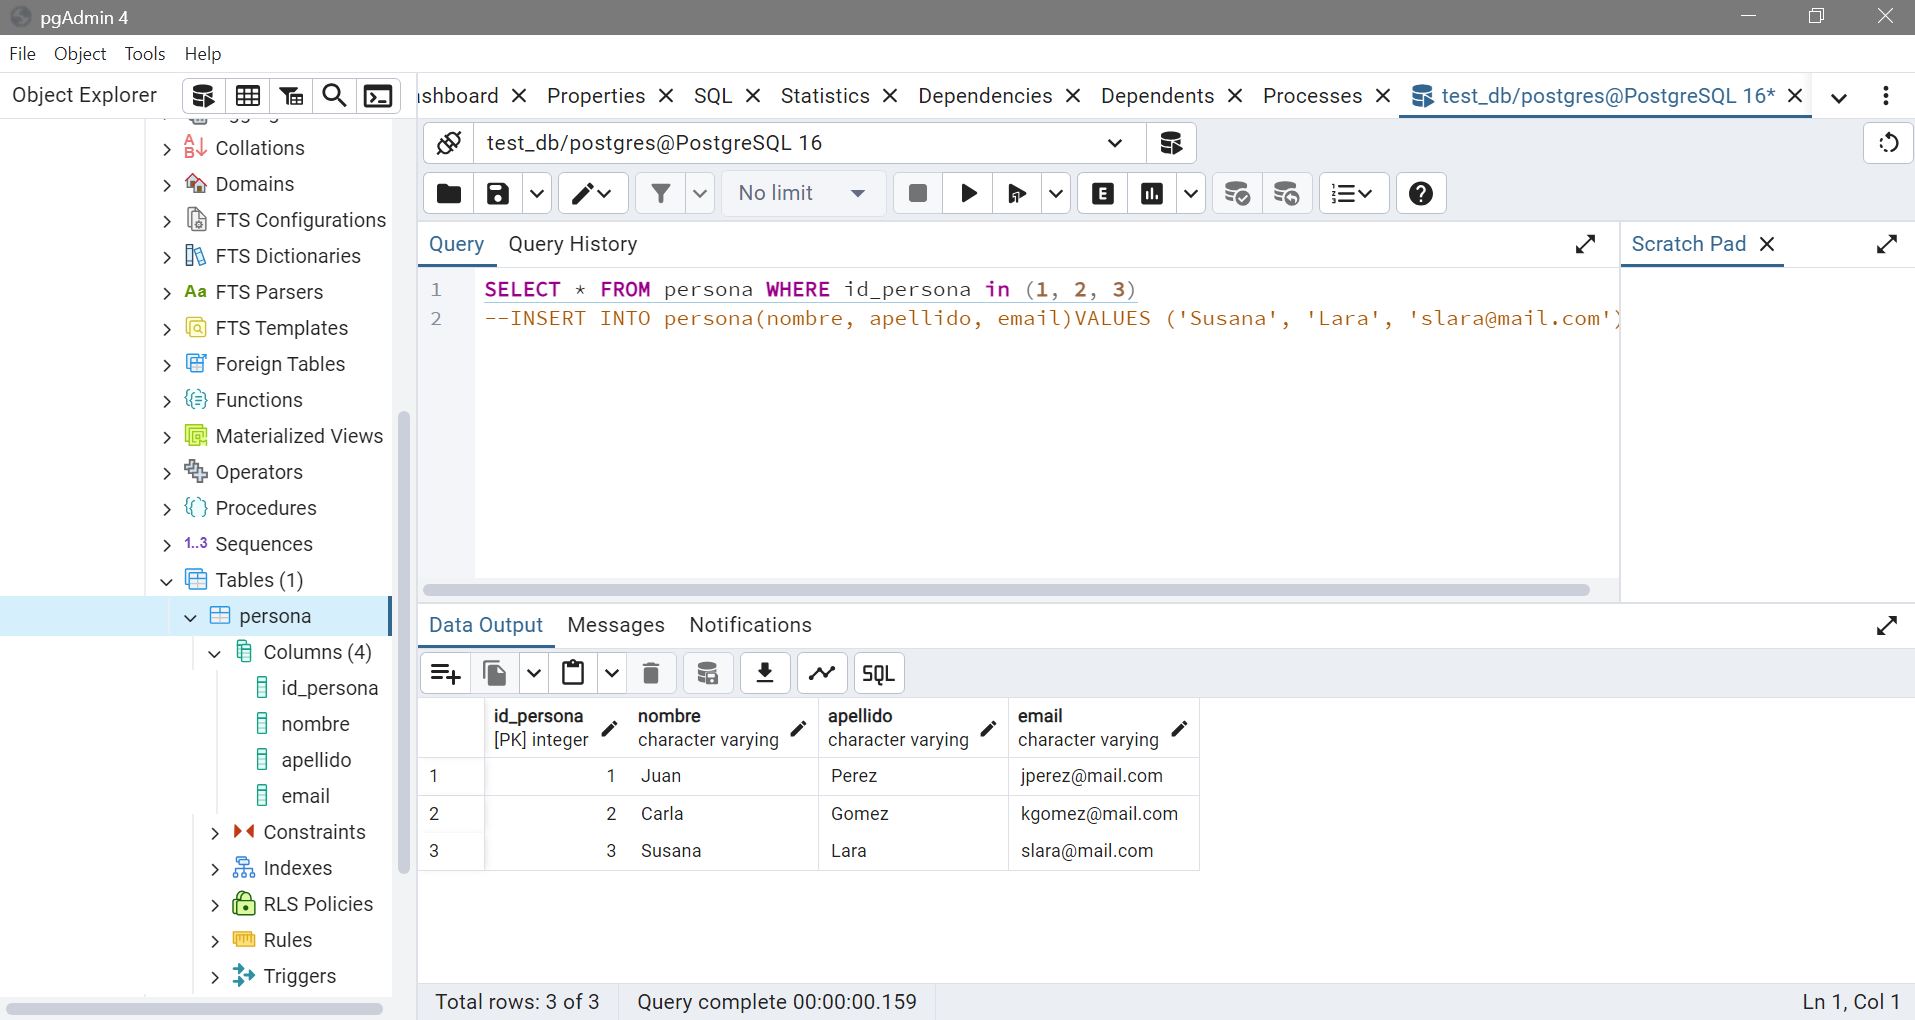 pgAdmin 4
File Object Tools Help
Object Explorer
shboard Properties SQL Statistics Dependencies Dependents Processes test_db/postgres@PostgreSQL 16*
test_db/postgres@PostgreSQL 16
No limit
E
Query Query History
Scratch Pad
1 SELECT * FROM persona WHERE id_persona in (1, 2, 3)
2 --INSERT INTO persona(nombre, apellido, email)VALUES ('Susana', 'Lara', 'slara@mail.com')
Collations
Domains
FTS Configurations
FTS Dictionaries
Aa FTS Parsers
FTS Templates
Foreign Tables
Functions
Materialized Views
Operators
Procedures
1..3 Sequences
Tables (1)
persona
Columns (4)
id_persona
nombre
apellido
email
Constraints
Indexes
RLS Policies
Rules
Triggers
Data Output Messages Notifications
SQL
id_persona nombre apellido email
[PK] integer character varying character varying character varying
1 1 Juan Perez jperez@mail.com
2 2 Carla Gomez kgomez@mail.com
3 3 Susana Lara slara@mail.com
Total rows: 3 of 3 Query complete 00:00:00.159 Ln 1, Col 1